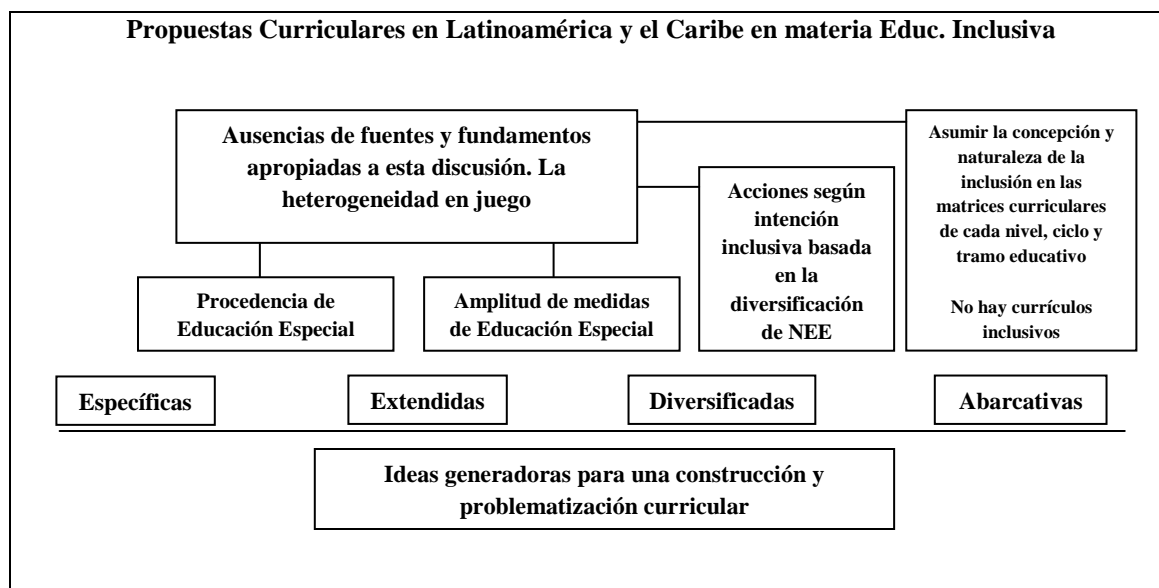 Propuestas Curriculares en Latinoamérica y el Caribe en materia Educ. Inclusiva
Ausencias de fuentes y fundamentos
apropiadas a esta discusión. La
heterogeneidad en juego
Asumir la concepción y
naturaleza de la
inclusión en las
matrices curriculares
de cada nivel, ciclo y
tramo educativo
No hay currículos
inclusivos
Acciones según
intención
inclusiva basada
en la
diversificación
de NEE
Procedencia de
Educación Especial
Amplitud de medidas
de Educación Especial
Específicas
Extendidas
Diversificadas
Abarcativas
Ideas generadoras para una construcción y
problematización curricular